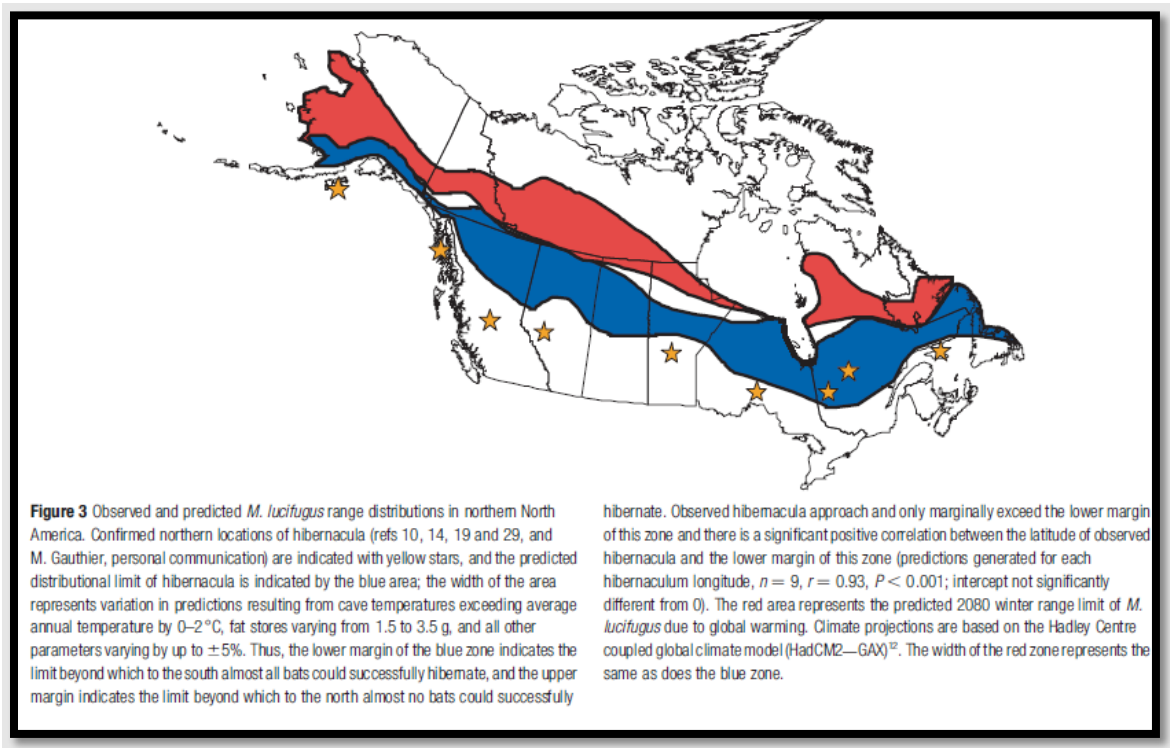 Figure 3 Observed and predicted M. lucifugus range distributions in northern North
America. Confirmed northern locations of hibernacula (refs 10, 14, 19 and 29, and
M. Gauthier, personal communication) are indicated with yellow stars, and the predicted
distributional limit of hibernacula is indicated by the blue area; the width of the area
represents variation in predictions resulting from cave temperatures exceeding average
annual temperature by 0–2 °C, fat stores varying from 1.5 to 3.5 g, and all other
parameters varying by up to ±5%. Thus, the lower margin of the blue zone indicates the
limit beyond which to the south almost all bats could successfully hibernate, and the upper
margin indicates the limit beyond which to the north almost no bats could successfully
hibernate. Observed hibernacula approach and only marginally exceed the lower margin
of this zone and there is a significant positive correlation between the latitude of observed
hibernacula and the lower margin of this zone (predictions generated for each
hibernaculum longitude, n = 9, r = 0.93, P < 0.001; intercept not significantly
different from 0). The red area represents the predicted 2080 winter range limit of M.
lucifugus due to global warming. Climate projections are based on the Hadley Centre
coupled global climate model (HadCM2—GAX)12. The width of the red zone represents the
same as does the blue zone.